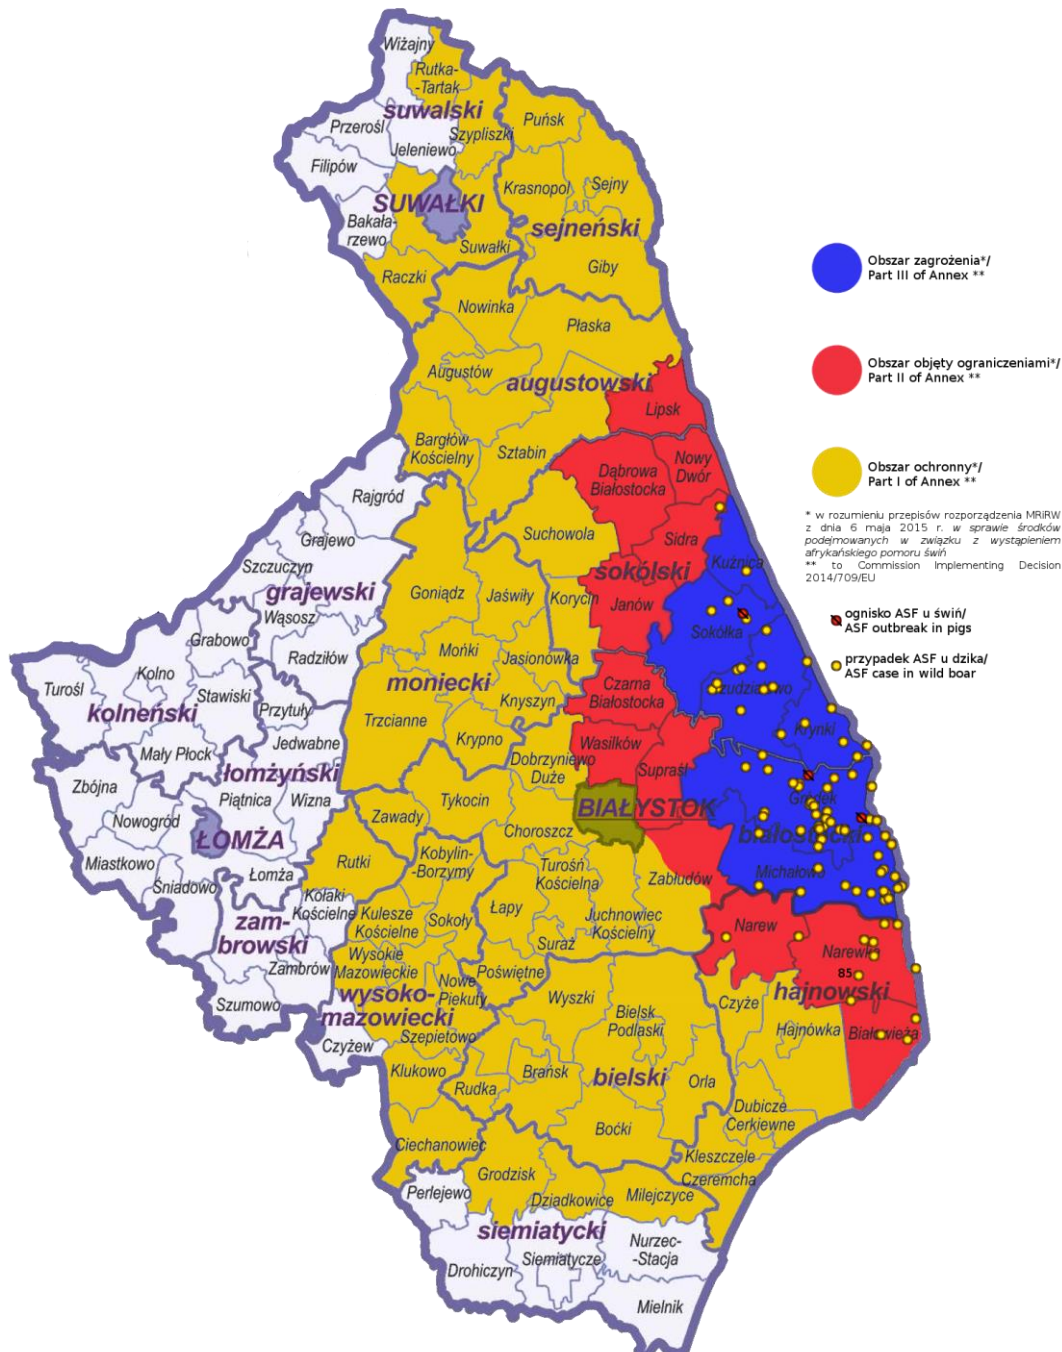 Wiżajny
Rutka-
-Tartak
suwalski
Puńsk
Przerośl
Szypliszki
Jeleniewo
Filipów
SUWAŁKI
Krasnopol
Sejny
Bakała-
rzewo
sejneński
Suwałki
Giby
Raczki
Nowinka
Płaska
Augustów
augustowski
Lipsk
Bargłów
Kościelny
Sztabin
Nowy
Dwór
Dąbrowa
Białostocka
Rajgród
Suchowola
Sidra
Grajewo
Kuźnica
Szczuczyn
sokólski
grajewski
Goniądz
Jaświły
Korycin
Janów
Wąsosz
Grabowo
Sokółka
Radziłów
Mońki
Jasionówka
Kolno
Turośl
Stawiski
moniecki
Czarna
Białostocka
Knyszyn
kolneński
Przytuły
Trzcianne
Krynki
Mały Płock
Jedwabne
Krypno
Wasilków
Dobrzyniewo
Duże
Supraśl
łomżyński
Zbójna
Piątnica
Wizna
Tykocin
Gródek
BIAŁYSTOK
Nowogród
Zawady
ŁOMŻA
Choroszcz
białostocki
Miastkowo
Rutki
Kobylin-
-Borzymy
Turośń
Kościelna
Michałowo
Łomża
Śniadowo
Zabłudów
Kołaki
Kościelne
Kulesze
Kościelne
Sokoły
Łapy
Juchnowiec
Kościelny
zam-
browski
Narew
Suraż
Narewka
Wysokie
Mazowieckie
Zambrów
Nowe
Piekuty
Poświętne
85
wysoko-
mazowiecki
Szumowo
Wyszki
hajnowski
Czyże
Bielsk
Podlaski
Hajnówka
Białowieża
Szepietowo
Czyżew
Klukowo
Rudka
Brańsk
bielski
Orla
Dubicze
Cerkiewne
Boćki
Ciechanowiec
Kleszczele
Grodzisk
Czeremcha
Perlejewo
Dziadkowice
Milejczyce
siemiatycki
Nurzec-
-Stacja
Siemiatycze
Drohiczyn
Mielnik
Obszar zagrożenia*/
Part III of Annex **
Obszar objęty ograniczeniami*/
Part II of Annex **
Obszar ochronny*/
Part I of Annex **
* w rozumieniu przepisów rozporządzenia MRiRW
z dnia 6 maja 2015 r. w sprawie środków
podejmowanych w związku z wystąpieniem
afrykańskiego pomoru świń
** to Commission Implementing Decision
2014/709/EU
ognisko ASF u świń/
ASF outbreak in pigs
przypadek ASF u dzika/
ASF case in wild boar